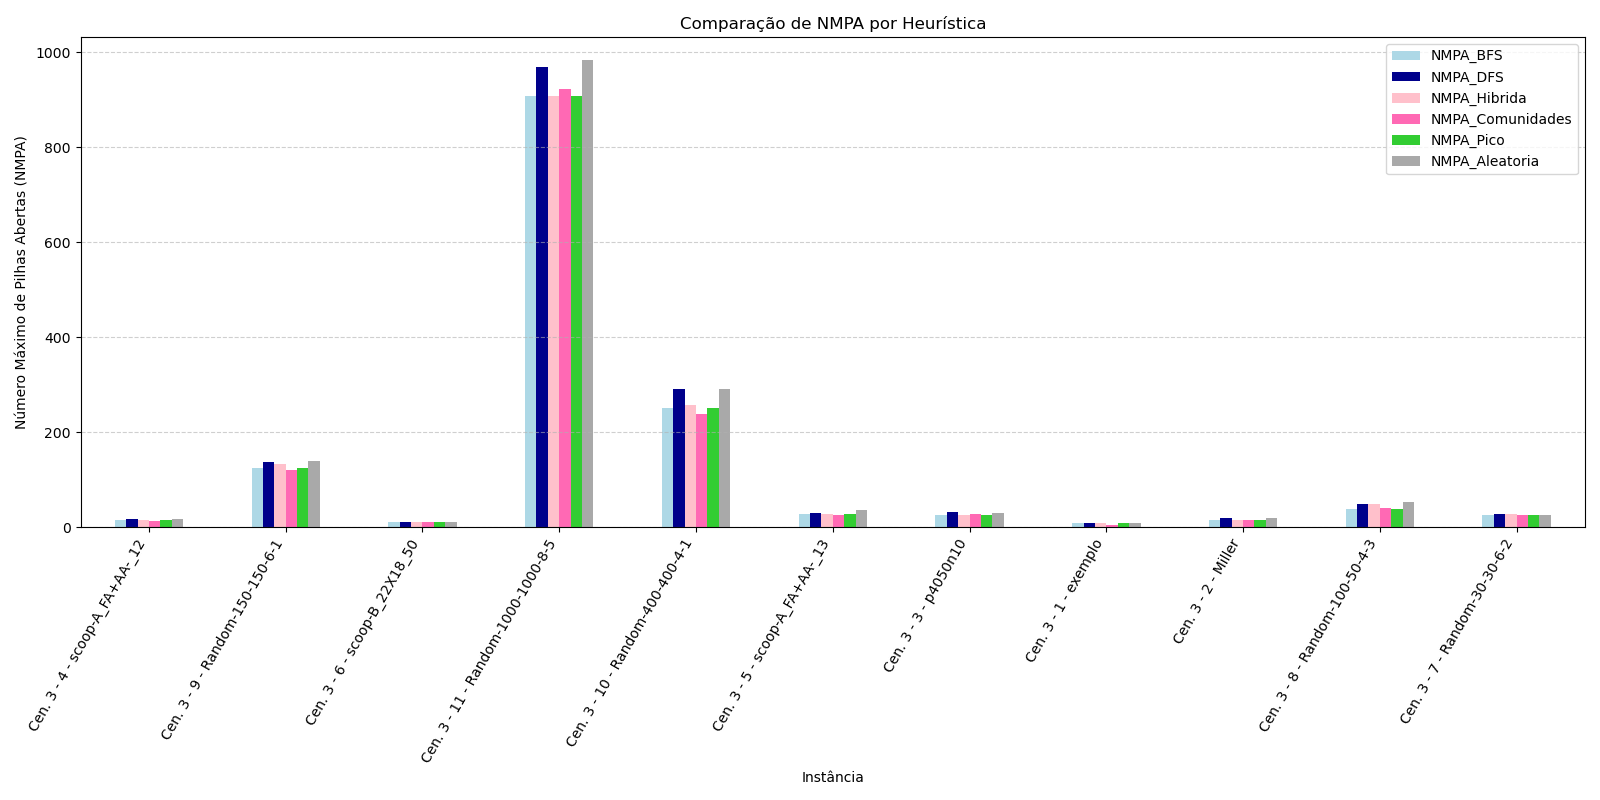 Comparação de NMPA por Heurística
Número Máximo de Pilhas Abertas (NMPA)
1000
800
600
400
200
0
NMPA_BFS
NMPA_DFS
NMPA_Hibrida
NMPA_Comunidades
NMPA_Pico
NMPA_Aleatoria
Cen. 3 - 4 - scoop-A_FA+AA-_12
Cen. 3 - 9 - Random-150-150-6-1
Cen. 3 - 6 - scoop-B_22X18_50
Cen. 3 - 11 - Random-1000-1000-8-5
Cen. 3 - 10 - Random-400-400-4-1
Cen. 3 - 5 - scoop-A_FA+AA-_13
Cen. 3 - 3 - p4050n10
Cen. 3 - 1 - exemplo
Cen. 3 - 2 - Miller
Cen. 3 - 8 - Random-100-50-4-3
Cen. 3 - 7 - Random-30-30-6-2
Instância